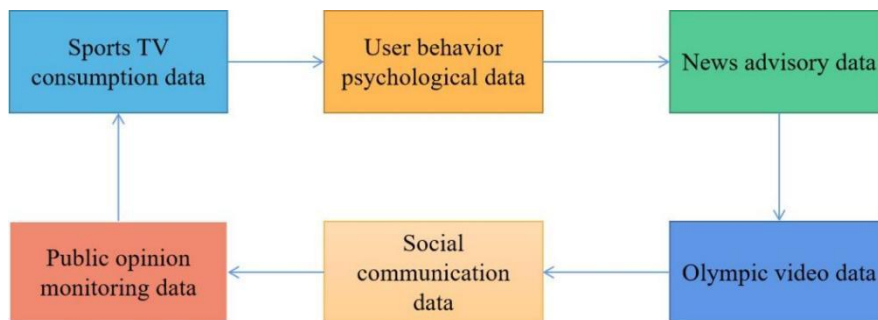 Sports TV
consumption data
User behavior
psychological data
News advisory data
Public opinion
monitoring data
Social
communication
data
Olympic video data